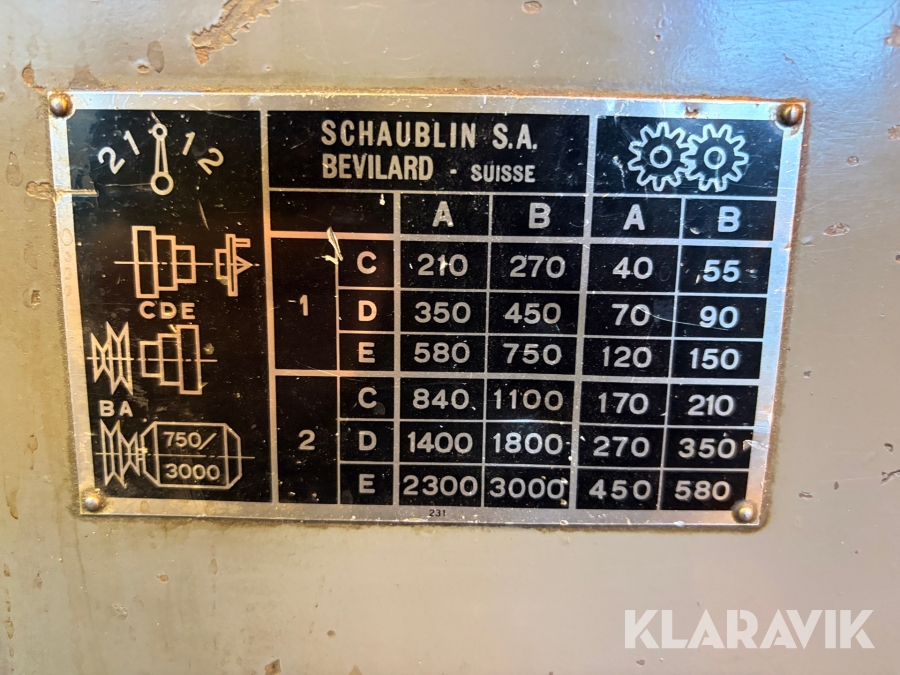 2 1 1 2
SCHAUBLIN S.A.
BEVILARD - SUISSE
A B A B
1
C 210 270 40 55
CDE
D 350 450 70 90
E 580 750 120 150
2
C 840 1100 170 210
BA
D 1400 1800 270 350
750/
3000
E 2300 3000 450 580
231
KLARAVIK